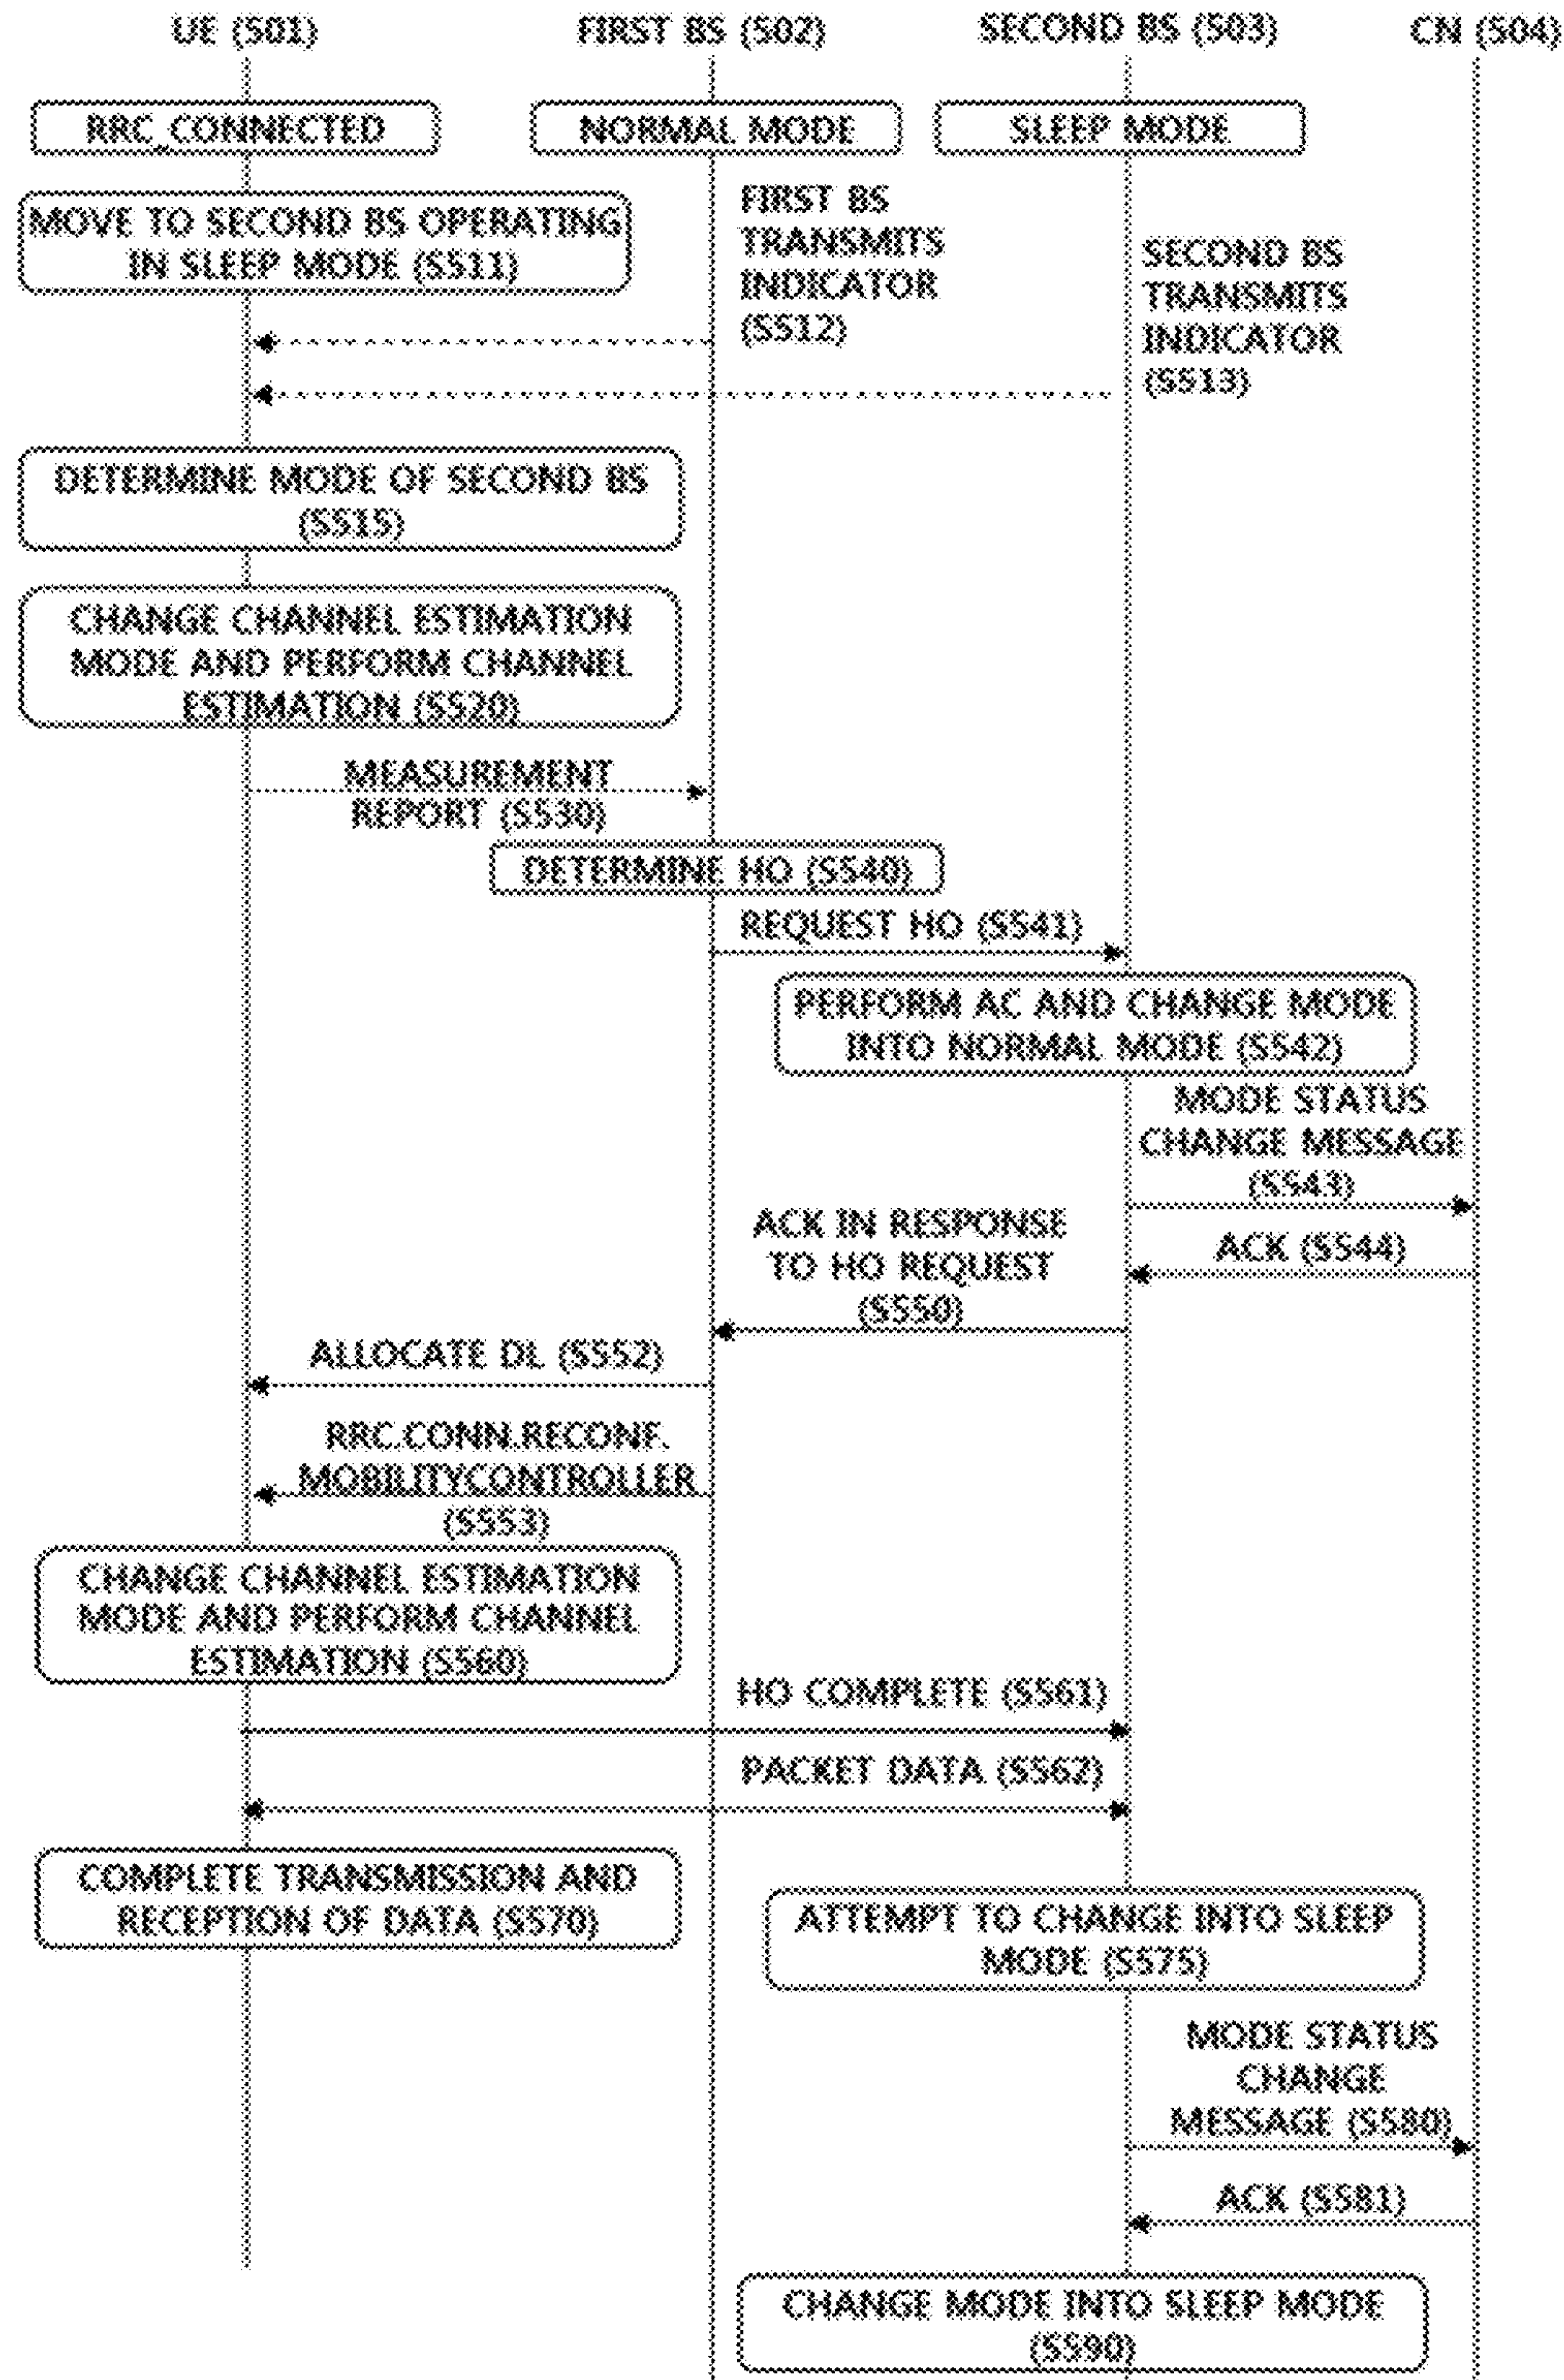 UE (501)
FIRST BS (502)
SECOND BS (503)
CN (504)
RRC_CONNECTED
NORMAL MODE
SLEEP MODE
MOVE TO SECOND BS OPERATING
IN SLEEP MODE (S511)
FIRST BS
TRANSMITS
INDICATOR
(S512)
SECOND BS
TRANSMITS
INDICATOR
(S513)
DETERMINE MODE OF SECOND BS
(S515)
CHANGE CHANNEL ESTIMATION
MODE AND PERFORM CHANNEL
ESTIMATION (S520)
MEASUREMENT
REPORT (S530)
DETERMINE HO (S540)
REQUEST HO (S541)
PERFORM AC AND CHANGE MODE
INTO NORMAL MODE (S542)
MODE STATUS
CHANGE MESSAGE
(S543)
ACK (S544)
ACK IN RESPONSE
TO HO REQUEST
(S550)
ALLOCATE DL (S552)
RRC.CONN.RECONF.
MOBILITYCONTROLLER
(S553)
CHANGE CHANNEL ESTIMATION
MODE AND PERFORM CHANNEL
ESTIMATION (S560)
HO COMPLETE (S561)
PACKET DATA (S562)
COMPLETE TRANSMISSION AND
RECEPTION OF DATA (S570)
ATTEMPT TO CHANGE INTO SLEEP
MODE (S575)
MODE STATUS
CHANGE
MESSAGE (S580)
ACK (S581)
CHANGE MODE INTO SLEEP MODE
(S590)